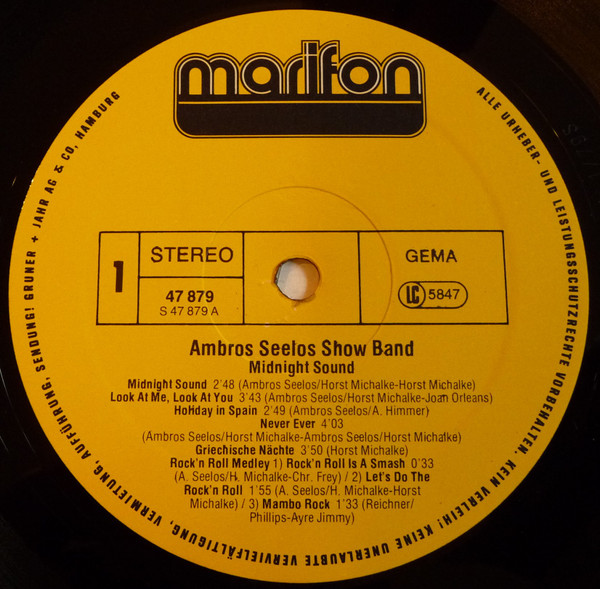 marifon
1
STEREO
47 879
S 47 879 A
GEMA
LC 5847
Ambros Seelos Show Band
Midnight Sound
Midnight Sound 2'48 (Ambros Seelos/Horst Michalke-Horst Michalke)
Look At Me, Look At You 3'43 (Ambros Seelos/Horst Michalke-Joan Orleans)
Holiday in Spain 2'49 (Ambros Seelos/A. Himmer)
Never Ever 4'03
(Ambros Seelos/Horst Michalke-Ambros Seelos/Horst Michalke)
Griechische Nächte 3'50 (Horst Michalke)
Rock'n Roll Medley 1) Rock'n Roll Is A Smash 0'33
(A. Seelos/H. Michalke-Chr. Frey) / 2) Let's Do The
Rock'n Roll 1'55 (A. Seelos/H. Michalke-Horst
Michalke) / 3) Mambo Rock 1'33 (Reichner/
Phillips-Ayre Jimmy)
ALLE URHEBER- UND LEISTUNGSSCHUTZRECHTE VORBEHALTEN. KEIN VERLEIH! KEINE UNERLAUBTE VERVIELFÄLTIGUNG, VERMIETUNG, AUFFÜHRUNG, SENDUNG! GRUNER + JAHR AG & CO, HAMBURG